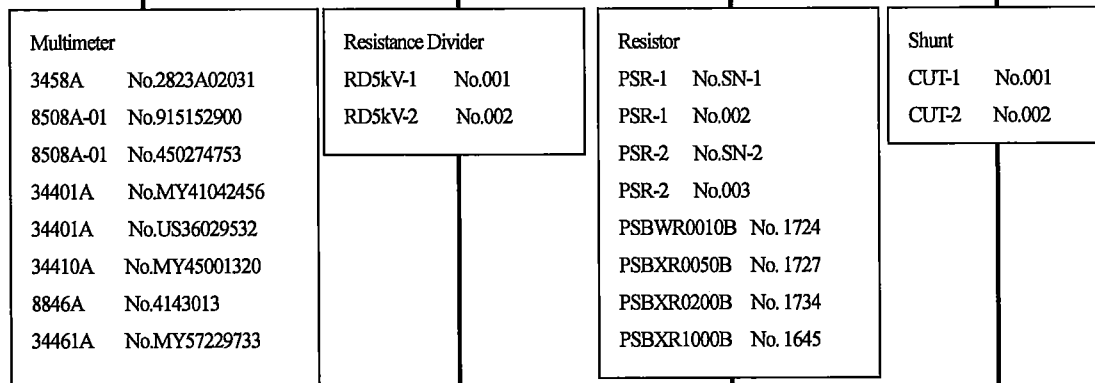 Multimeter
3458A No.2823A02031
8508A-01 No.915152900
8508A-01 No.450274753
34401A No.MY41042456
34401A No.US36029532
34410A No.MY45001320
8846A No.4143013
34461A No.MY57229733
Resistance Divider
RD5kV-1 No.001
RD5kV-2 No.002
Resistor
PSR-1 No.SN-1
PSR-1 No.002
PSR-2 No.SN-2
PSR-2 No.003
PSBWR0010B No. 1724
PSBXR0050B No. 1727
PSBXR0200B No. 1734
PSBXR1000B No. 1645
Shunt
CUT-1 No.001
CUT-2 No.002